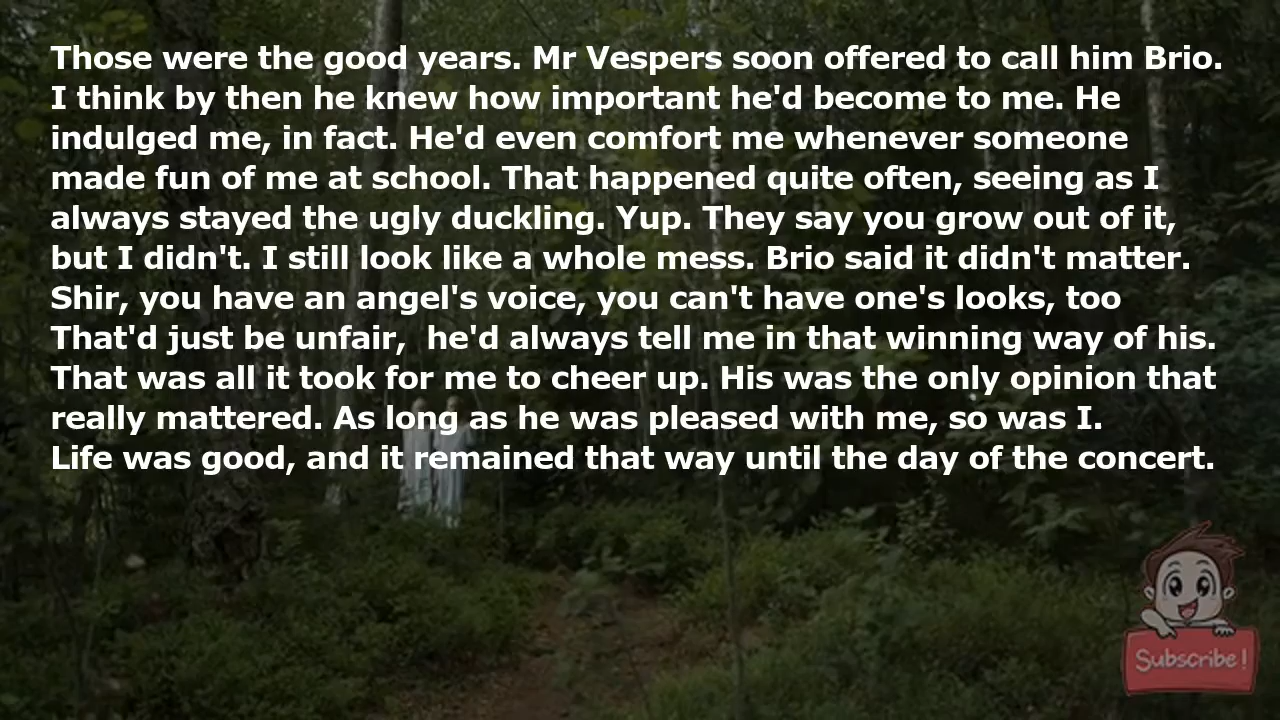 Those were the good years. Mr Vespers soon offered to call him Brio.
I think by then he knew how important he'd become to me. He
indulged me, in fact. He'd even comfort me whenever someone
made fun of me at school. That happened quite often, seeing as I
always stayed the ugly duckling. Yup. They say you grow out of it,
but I didn't. I still look like a whole mess. Brio said it didn't matter.
Shir, you have an angel's voice, you can't have one's looks, too
That'd just be unfair,  he'd always tell me in that winning way of his.
That was all it took for me to cheer up. His was the only opinion that
really mattered. As long as he was pleased with me, so was I.
Life was good, and it remained that way until the day of the concert.
Subscribe!